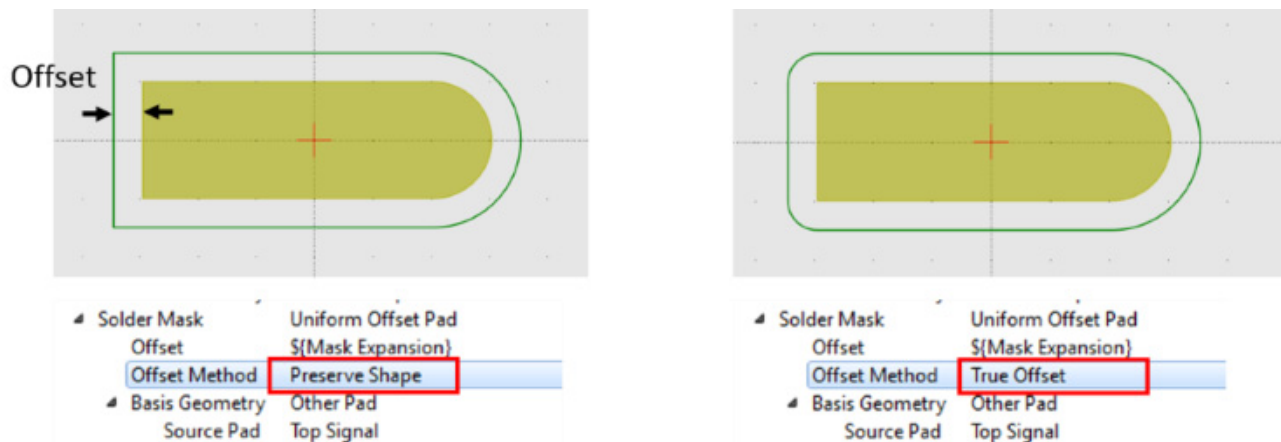 Offset
Solder Mask Uniform Offset Pad
Offset ${Mask Expansion}
Offset Method Preserve Shape
Basis Geometry Other Pad
Source Pad Top Signal
Solder Mask Uniform Offset Pad
Offset ${Mask Expansion}
Offset Method True Offset
Basis Geometry Other Pad
Source Pad Top Signal